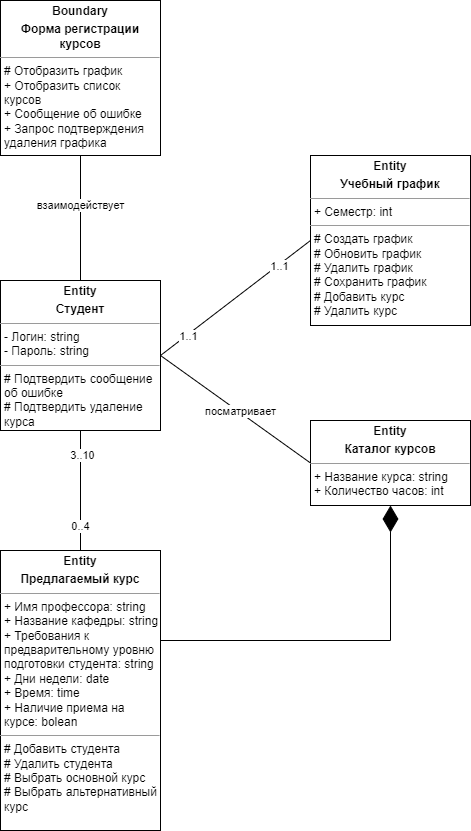 Boundary
Форма регистрации
курсов
# Отобразить график
+ Отобразить список
курсов
+ Сообщение об ошибке
+ Запрос подтверждения
удаления графика
взаимодействует
Entity
Учебный график
+ Семестр: int
# Создать график
# Обновить график
# Удалить график
# Сохранить график
# Добавить курс
# Удалить курс
1..1
1..1
Entity
Студент
- Логин: string
- Пароль: string
# Подтвердить сообщение
об ошибке
# Подтвердить удаление
курса
посматривает
Entity
Каталог курсов
+ Название курса: string
+ Количество часов: int
3..10
0..4
Entity
Предлагаемый курс
+ Имя профессора: string
+ Название кафедры: string
+ Требования к
предварительному уровню
подготовки студента: string
+ Дни недели: date
+ Время: time
+ Наличие приема на
курсе: bolean
# Добавить студента
# Удалить студента
# Выбрать основной курс
# Выбрать альтернативный
курс